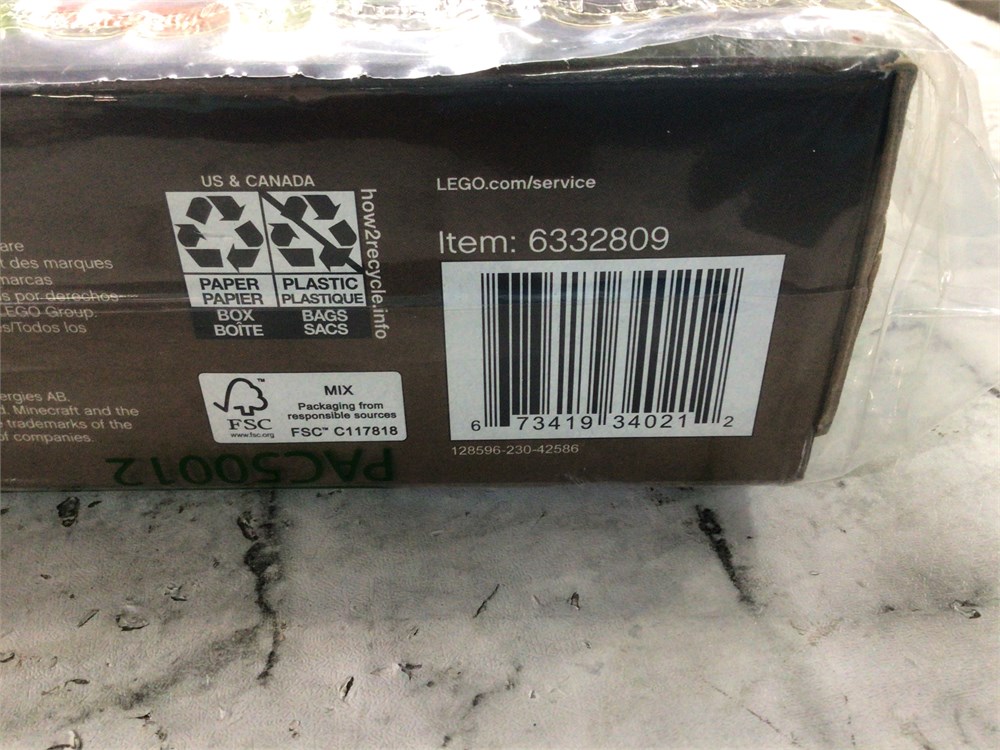 are
t des marques
marcas
s por derechos
LEGO Group.
s/Todos los
ergies AB.
d. Minecraft and the
trademarks of the
of companies.
US & CANADA
how2recycle.info
PAPER
PAPIER
BOX
BOÎTE
PLASTIC
PLASTIQUE
BAGS
SACS
FSC
www.fsc.org
MIX
Packaging from
responsible sources
FSC™ C117818
PAC50012
LEGO.com/service
Item: 6332809
6 73419 34021 2
128596-230-42586